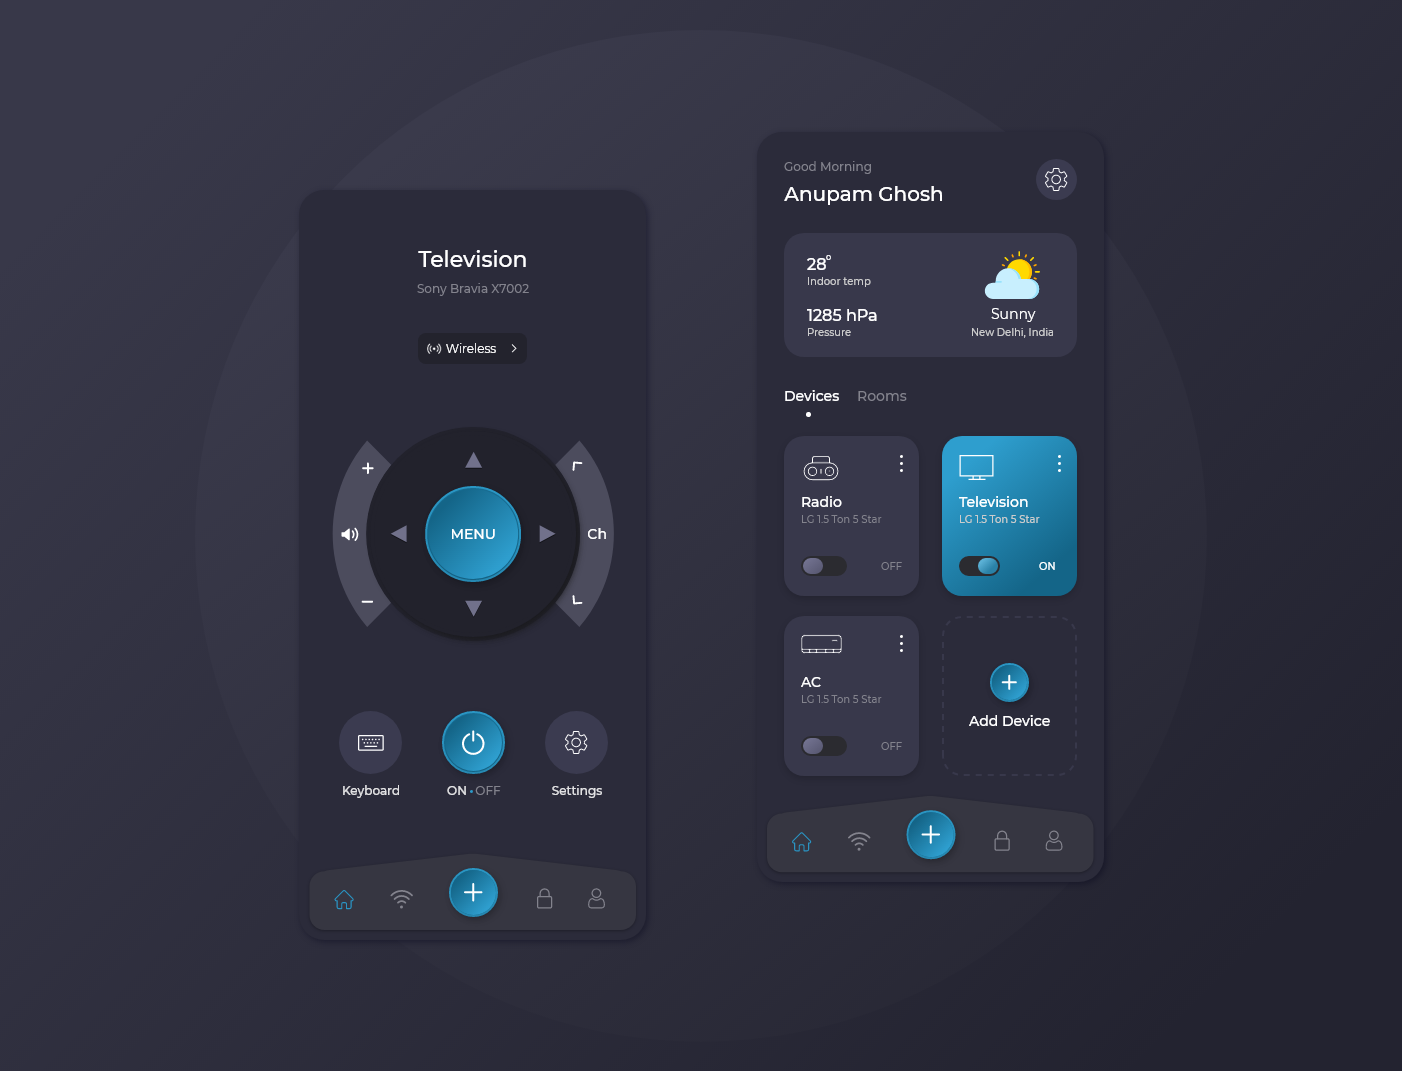 Television
Sony Bravia X7002
Wireless
+
Ch
MENU
−
Keyboard
ON • OFF
Settings
Good Morning
Anupam Ghosh
28°
Indoor temp
1285 hPa
Pressure
Sunny
New Delhi, India
Devices
Rooms
Radio
LG 1.5 Ton 5 Star
OFF
Television
LG 1.5 Ton 5 Star
ON
AC
LG 1.5 Ton 5 Star
OFF
Add Device